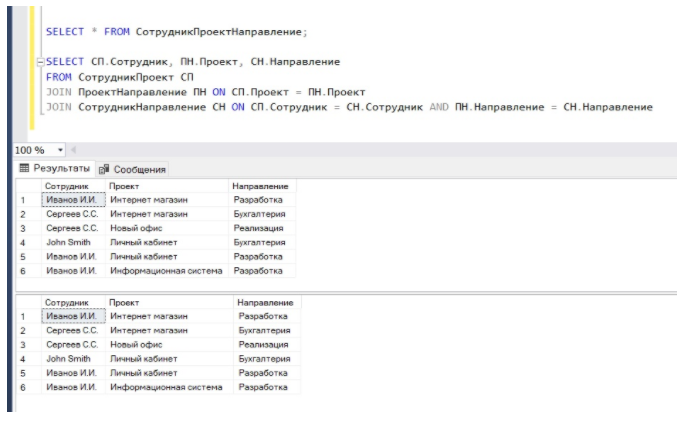 SELECT * FROM СотрудникПроектНаправление;
SELECT СП.Сотрудник, ПН.Проект, СН.Направление
FROM СотрудникПроект СП
JOIN ПроектНаправление ПН ON СП.Проект = ПН.Проект
JOIN СотрудникНаправление СН ON СП.Сотрудник = СН.Сотрудник AND ПН.Направление = СН.Направление
100 %
Результаты Сообщения
Сотрудник Проект Направление
1 Иванов И.И. Интернет магазин Разработка
2 Сергеев С.С. Интернет магазин Бухгалтерия
3 Сергеев С.С. Новый офис Реализация
4 John Smith Личный кабинет Бухгалтерия
5 Иванов И.И. Личный кабинет Разработка
6 Иванов И.И. Информационная система Разработка
Сотрудник Проект Направление
1 Иванов И.И. Интернет магазин Разработка
2 Сергеев С.С. Интернет магазин Бухгалтерия
3 Сергеев С.С. Новый офис Реализация
4 John Smith Личный кабинет Бухгалтерия
5 Иванов И.И. Личный кабинет Разработка
6 Иванов И.И. Информационная система Разработка